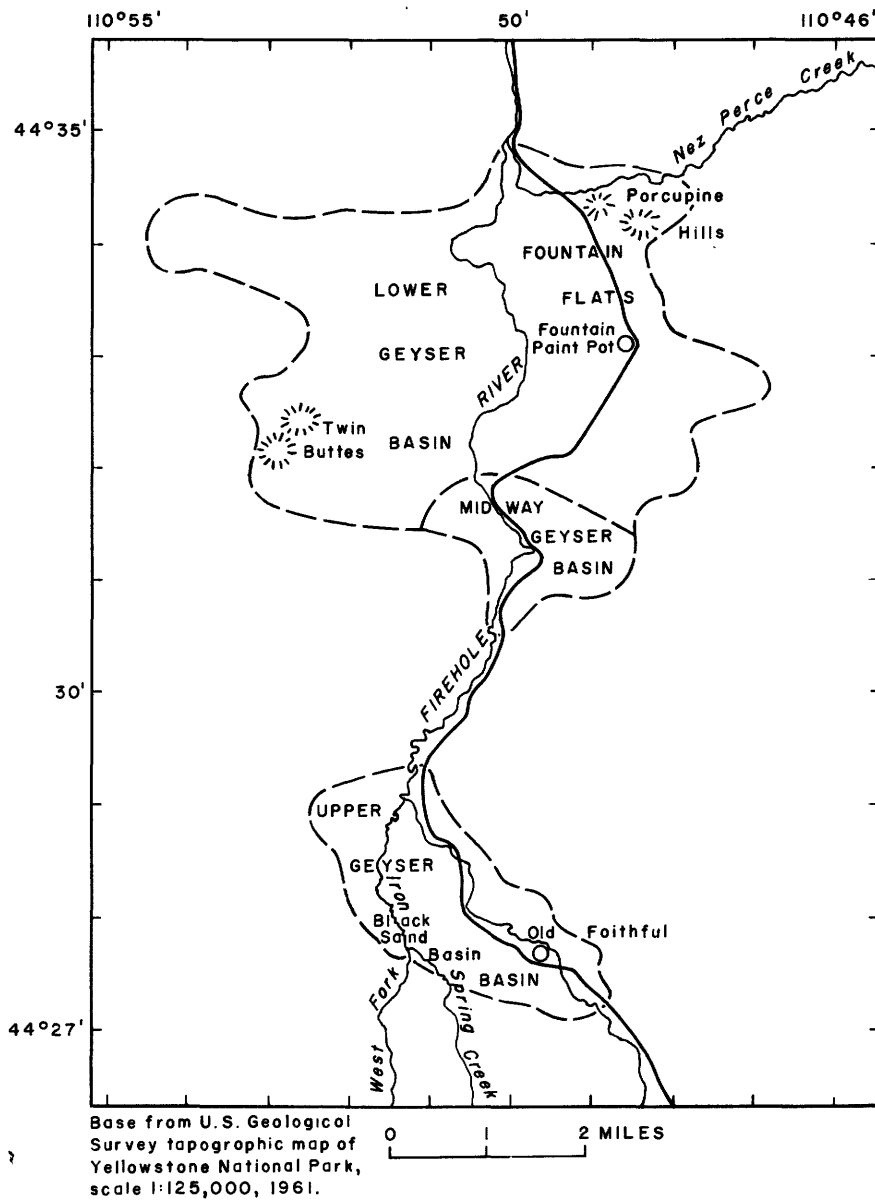 110°55' 50' 110°46'
44°35'
Nez Perce Creek
Porcupine
Hills
FOUNTAIN
LOWER
FLATS
Fountain
Paint Pot
GEYSER
RIVER
Twin
Buttes
BASIN
MIDWAY
GEYSER
BASIN
FIREHOLE
30'
UPPER
GEYSER
Iron
Black
Sand
Basin
Old Foithful
BASIN
West Fork
Spring Creek
44°27'
Base from U.S. Geological
Survey topographic map of
Yellowstone National Park,
scale 1:125,000, 1961.
0 1 2 MILES